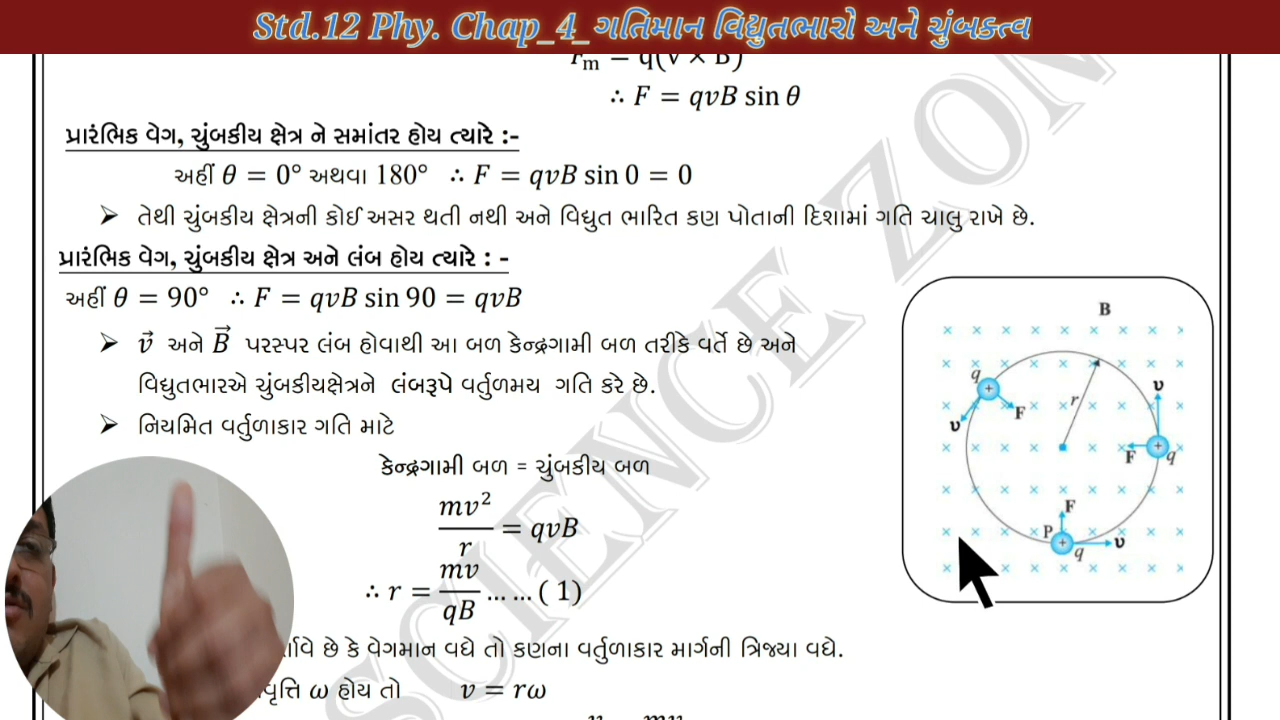 Std.12 Phy. Chap_4_ગતિમાન વિદ્યુતભારો અને ચુંબકત્વ
∴ F = qvB sin θ
પ્રારંભિક વેગ, ચુંબકીય ક્ષેત્ર ને સમાંતર હોય ત્યારે :-
અહીં θ = 0° અથવા 180° ∴ F = qvB sin 0 = 0
➤ તેથી ચુંબકીય ક્ષેત્રની કોઈ અસર થતી નથી અને વિદ્યુત ભારિત કણ પોતાની દિશામાં ગતિ ચાલુ રાખે છે.
પ્રારંભિક વેગ, ચુંબકીય ક્ષેત્ર અને લંબ હોય ત્યારે : -
અહીં θ = 90° ∴ F = qvB sin 90 = qvB
➤ v⃗ અને B⃗ પરસ્પર લંબ હોવાથી આ બળ કેન્દ્રગામી બળ તરીકે વર્તે છે અને
વિદ્યુતભારએ ચુંબકીયક્ષેત્રને લંબરૂપે વર્તુળમય ગતિ કરે છે.
➤ નિયમિત વર્તુળાકાર ગતિ માટે
કેન્દ્રગામી બળ = ચુંબકીય બળ
mv²/r = qvB
∴ r = mv/qB ... ... ( 1)
છે કે વેગમાન વધે તો કણના વર્તુળાકાર માર્ગની ત્રિજ્યા વધે.
ω હોય તો v = rω
B
q
F
v
r
v
F
q
F
P
q
v
SCIENCE ZON